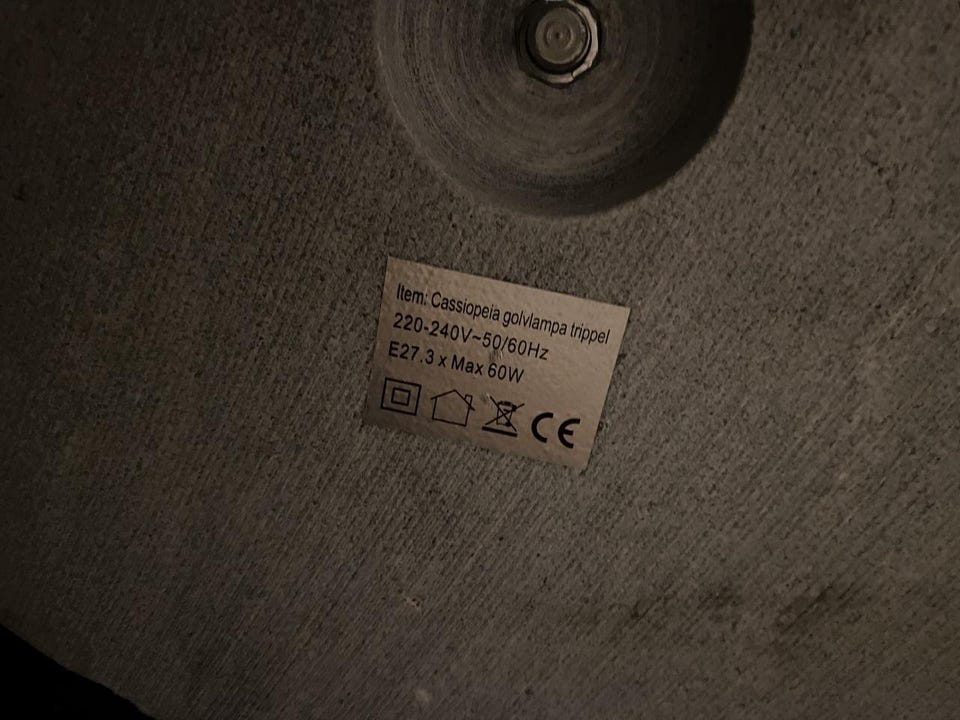 Item: Cassiopeia golvlampa trippel
220-240V~50/60Hz
E27.3 x Max 60W
CE